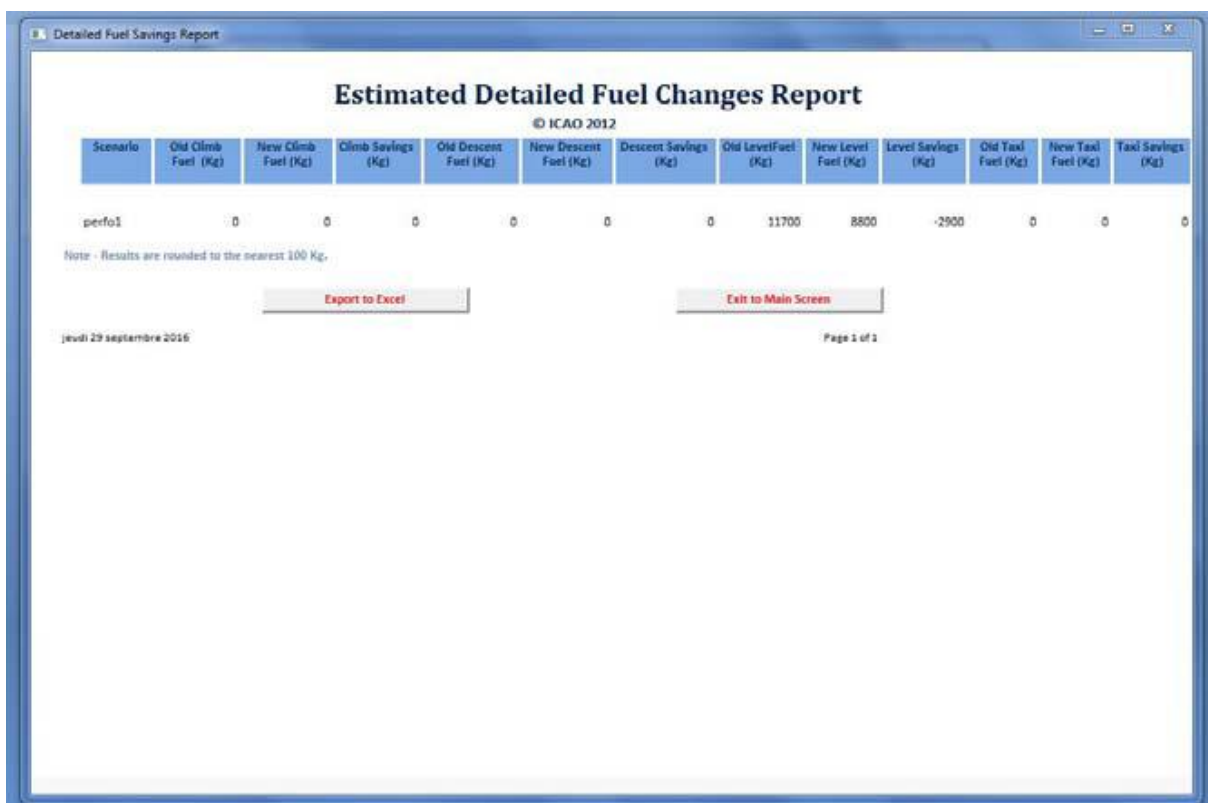 Detailed Fuel Savings Report
Estimated Detailed Fuel Changes Report
© ICAO 2012
Scenario Old Climb Fuel (Kg) New Climb Fuel (Kg) Climb Savings (Kg) Old Descent Fuel (Kg) New Descent Fuel (Kg) Descent Savings (Kg) Old LevelFuel (Kg) New Level Fuel (Kg) Level Savings (Kg) Old Taxi Fuel (Kg) New Taxi Fuel (Kg) Taxi Savings (Kg)
perfo1 0 0 0 0 0 0 11700 8800 -2900 0 0 0
Note - Results are rounded to the nearest 100 Kg.
Export to Excel Exit to Main Screen
jeudi 29 septembre 2016 Page 1 of 1